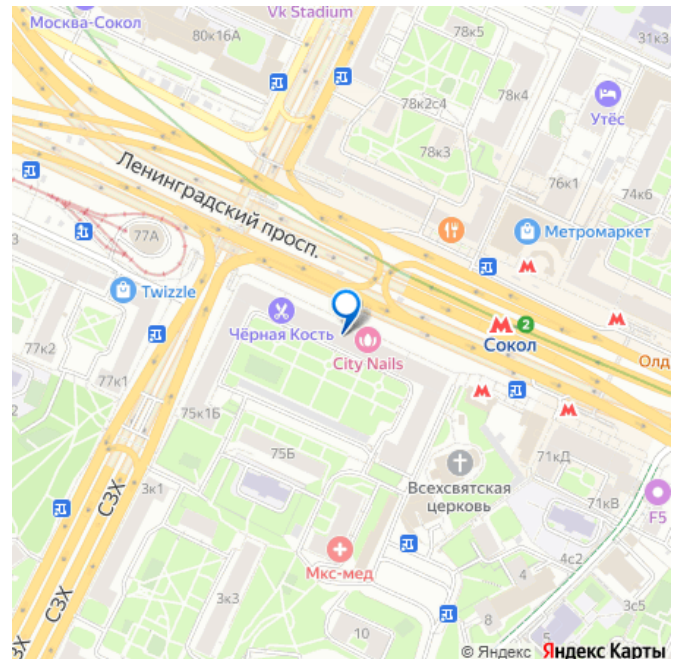 Vk Stadium
Москва-Сокол
80к16А
78к5
31к3
78к2с4
78к4
Утёс
78к3
Ленинградский просп.
76к1
74к6
Метромаркет
77А
3
Twizzle
Чёрная Кость
City Nails
2
Сокол
Олд
77к2
77к1
75к1Б
75Б
Всехсвятская
церковь
71кД
71кВ
F5
3к1
СЗХ
Мкс-мед
4с2
3к3
4
3с5
СЗХ
8
10
5
ЗХ
© Яндекс Яндекс Карты